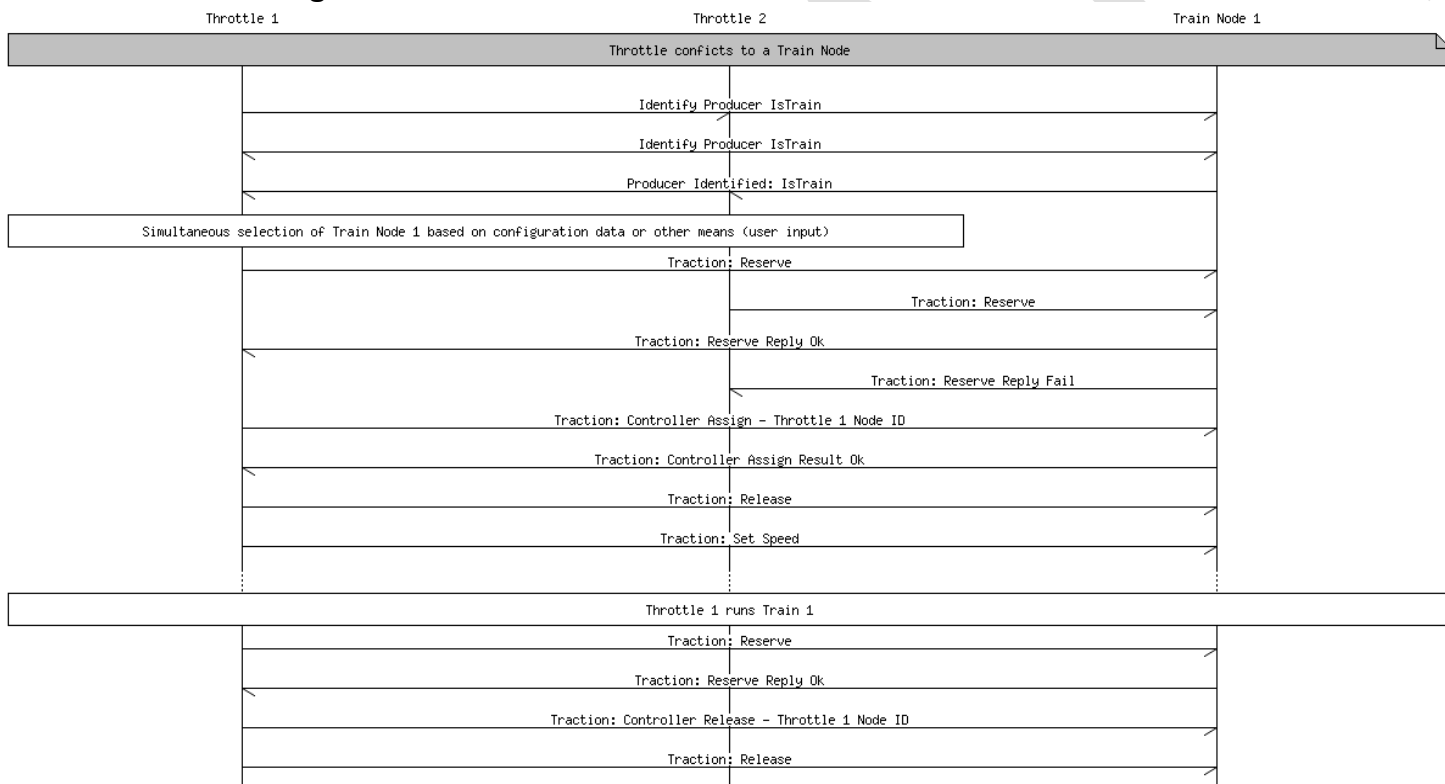 Throttle 1 Throttle 2 Train Node 1
Throttle conficts to a Train Node
Identify Producer IsTrain
Identify Producer IsTrain
Producer Identified: IsTrain
Simultaneous selection of Train Node 1 based on configuration data or other means (user input)
Traction: Reserve
Traction: Reserve
Traction: Reserve Reply Ok
Traction: Reserve Reply Fail
Traction: Controller Assign - Throttle 1 Node ID
Traction: Controller Assign Result Ok
Traction: Release
Traction: Set Speed
Throttle 1 runs Train 1
Traction: Reserve
Traction: Reserve Reply Ok
Traction: Controller Release - Throttle 1 Node ID
Traction: Release